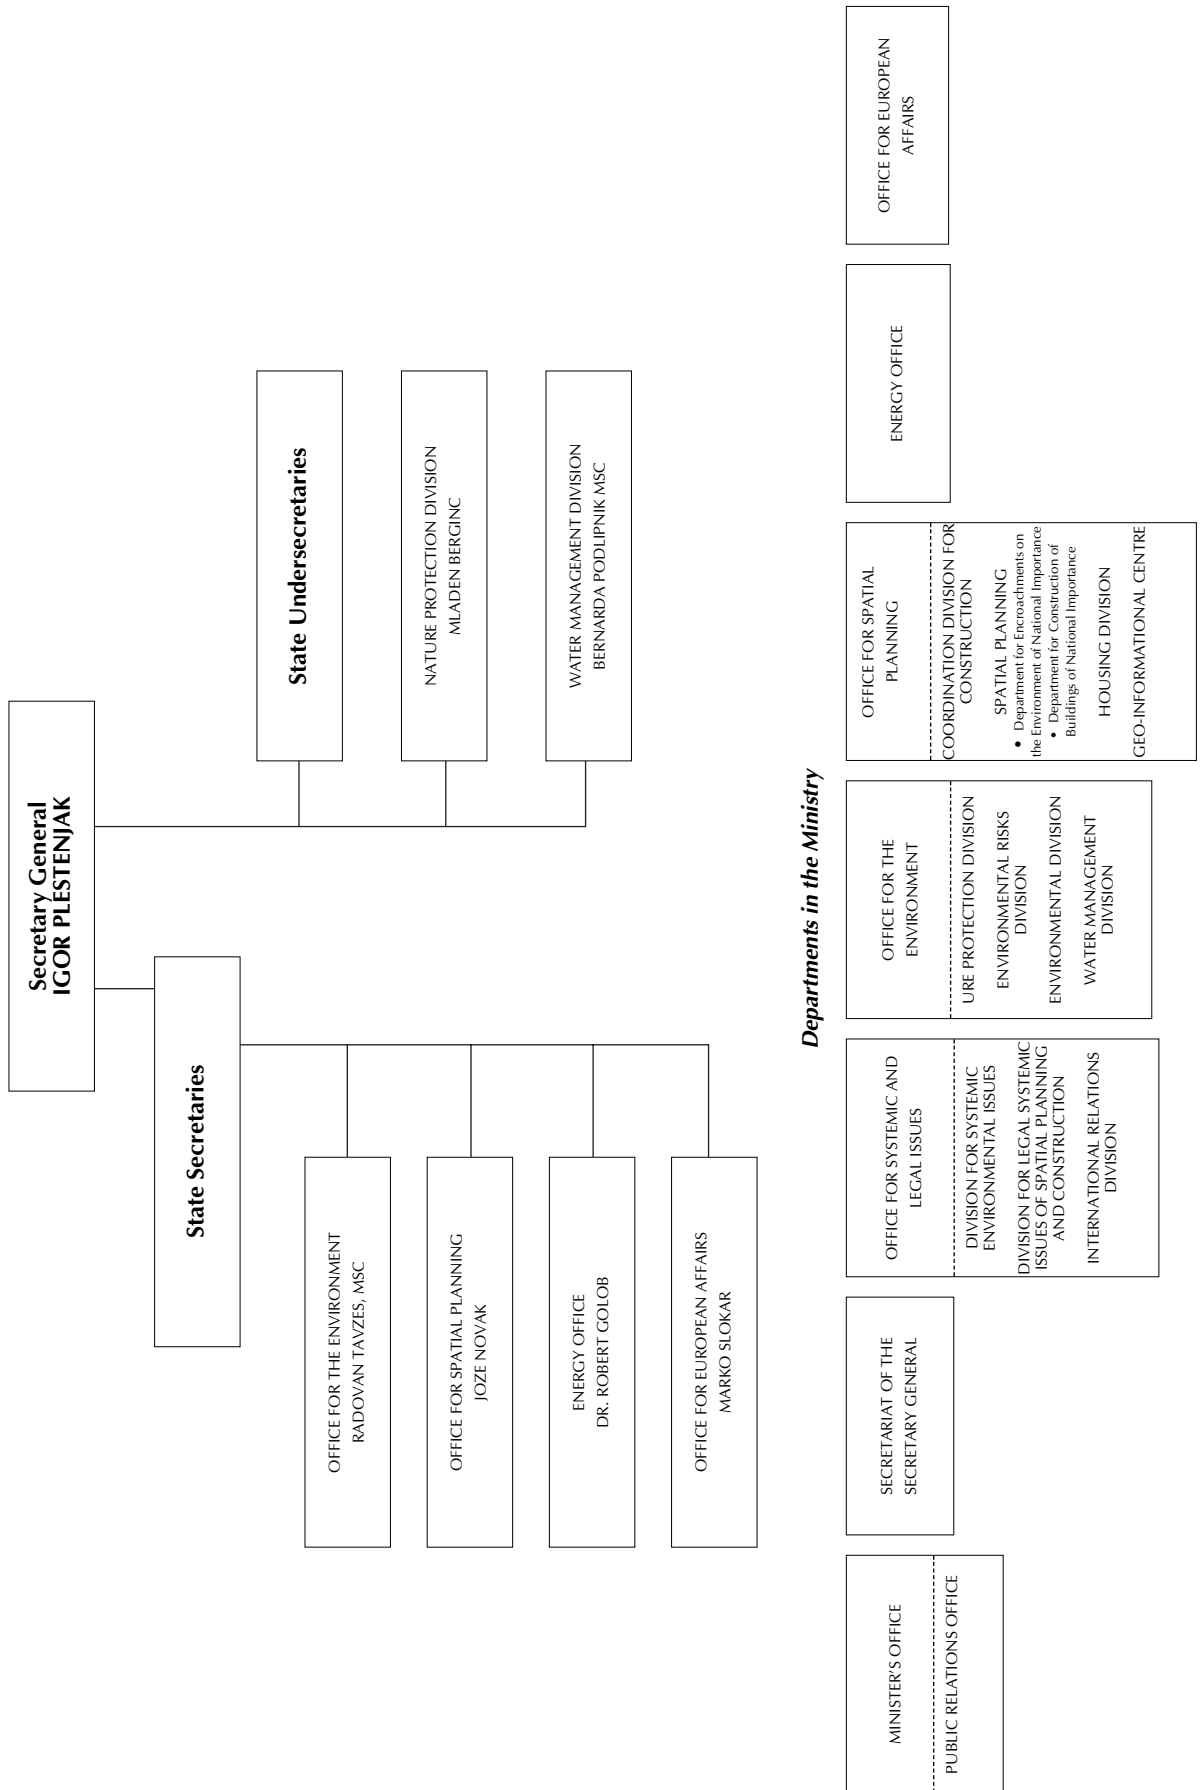 Secretary General
IGOR PLESTENJAK
State Secretaries
OFFICE FOR THE ENVIRONMENT
RADOVAN TAVZES, MSC
OFFICE FOR SPATIAL PLANNING
JOZE NOVAK
ENERGY OFFICE
DR. ROBERT GOLOB
OFFICE FOR EUROPEAN AFFAIRS
MARKO SLOKAR
State Undersecretaries
NATURE PROTECTION DIVISION
MLADEN BERGINC
WATER MANAGEMENT DIVISION
BERNARDA PODLIPNIK MSC
Departments in the Ministry
MINISTER'S OFFICE
PUBLIC RELATIONS OFFICE
SECRETARIAT OF THE
SECRETARY GENERAL
OFFICE FOR SYSTEMIC AND
LEGAL ISSUES
DIVISION FOR SYSTEMIC
ENVIRONMENTAL ISSUES
DIVISION FOR LEGAL SYSTEMIC
ISSUES OF SPATIAL PLANNING
AND CONSTRUCTION
INTERNATIONAL RELATIONS
DIVISION
OFFICE FOR THE
ENVIRONMENT
URE PROTECTION DIVISION
ENVIRONMENTAL RISKS
DIVISION
ENVIRONMENTAL DIVISION
WATER MANAGEMENT
DIVISION
OFFICE FOR SPATIAL
PLANNING
COORDINATION DIVISION FOR
CONSTRUCTION
SPATIAL PLANNING
• Department for Encroachments on
the Environment of National Importance
• Department for Construction of
Buildings of National Importance
HOUSING DIVISION
GEO-INFORMATIONAL CENTRE
ENERGY OFFICE
OFFICE FOR EUROPEAN
AFFAIRS